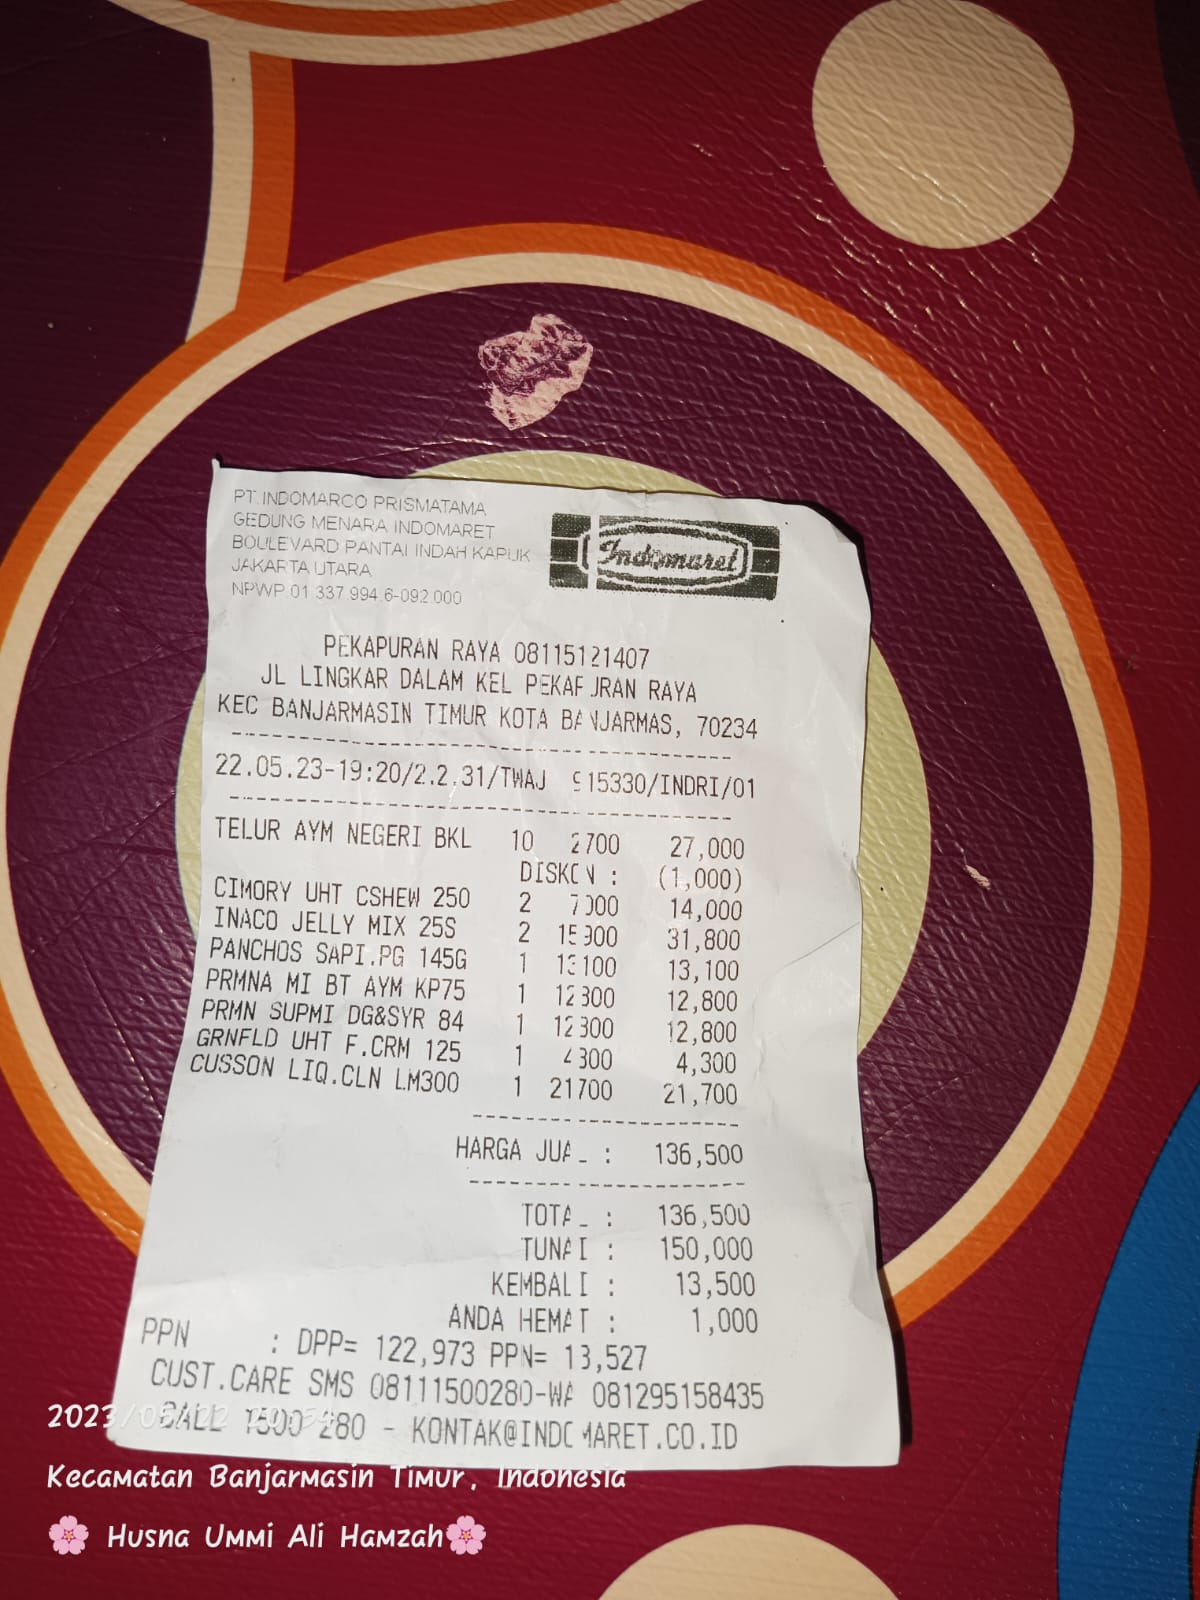 PT.INDOMARCO PRISMATAMA
GEDUNG MENARA INDOMARET
BOULEVARD PANTAI INDAH KAPUK
JAKARTA UTARA
NPWP 01.337.994.6-092.000
Indomaret
PEKAPURAN RAYA 08115121407
JL LINGKAR DALAM KEL PEKAPURAN RAYA
KEC BANJARMASIN TIMUR KOTA BANJARMAS, 70234
22.05.23-19:20/2.2.31/TWAJ 915330/INDRI/01
TELUR AYM NEGERI BKL 10 2700 27,000
DISKON : (1,000)
CIMORY UHT CSHEW 250 2 7000 14,000
INACO JELLY MIX 25S 2 15900 31,800
PANCHOS SAPI.PG 145G 1 13100 13,100
PRMNA MI BT AYM KP75 1 12800 12,800
PRMN SUPMI DG&SYR 84 1 12800 12,800
GRNFLD UHT F.CRM 125 1 4300 4,300
CUSSON LIQ.CLN LM300 1 21700 21,700
HARGA JUAL : 136,500
TOTAL : 136,500
TUNAI : 150,000
KEMBALI : 13,500
ANDA HEMAT : 1,000
PPN : DPP= 122,973 PPN= 13,527
CUST.CARE SMS 08111500280-WA 081295158435
CALL 1500 280 - KONTAK@INDOMARET.CO.ID
2023/05/22
Kecamatan Banjarmasin Timur, Indonesia
🌸 Husna Ummi Ali Hamzah🌸